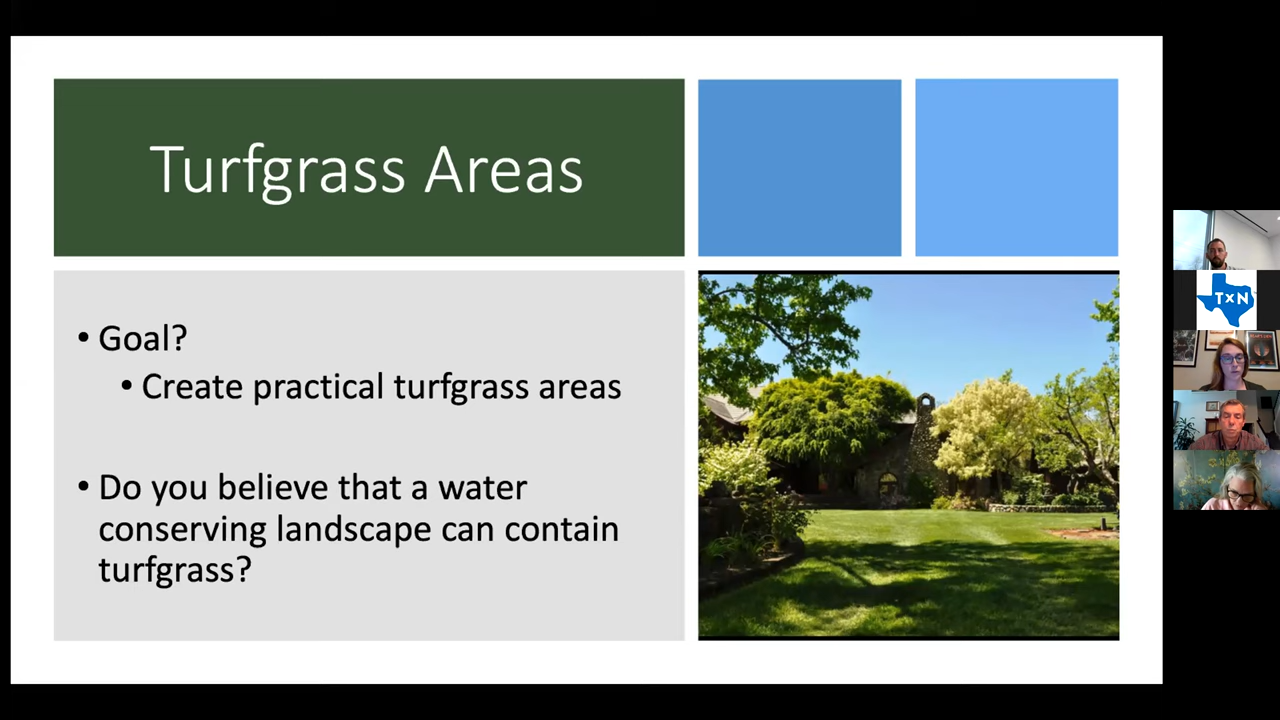 Turfgrass Areas
• Goal?
• Create practical turfgrass areas
• Do you believe that a water
conserving landscape can contain
turfgrass?
TXN